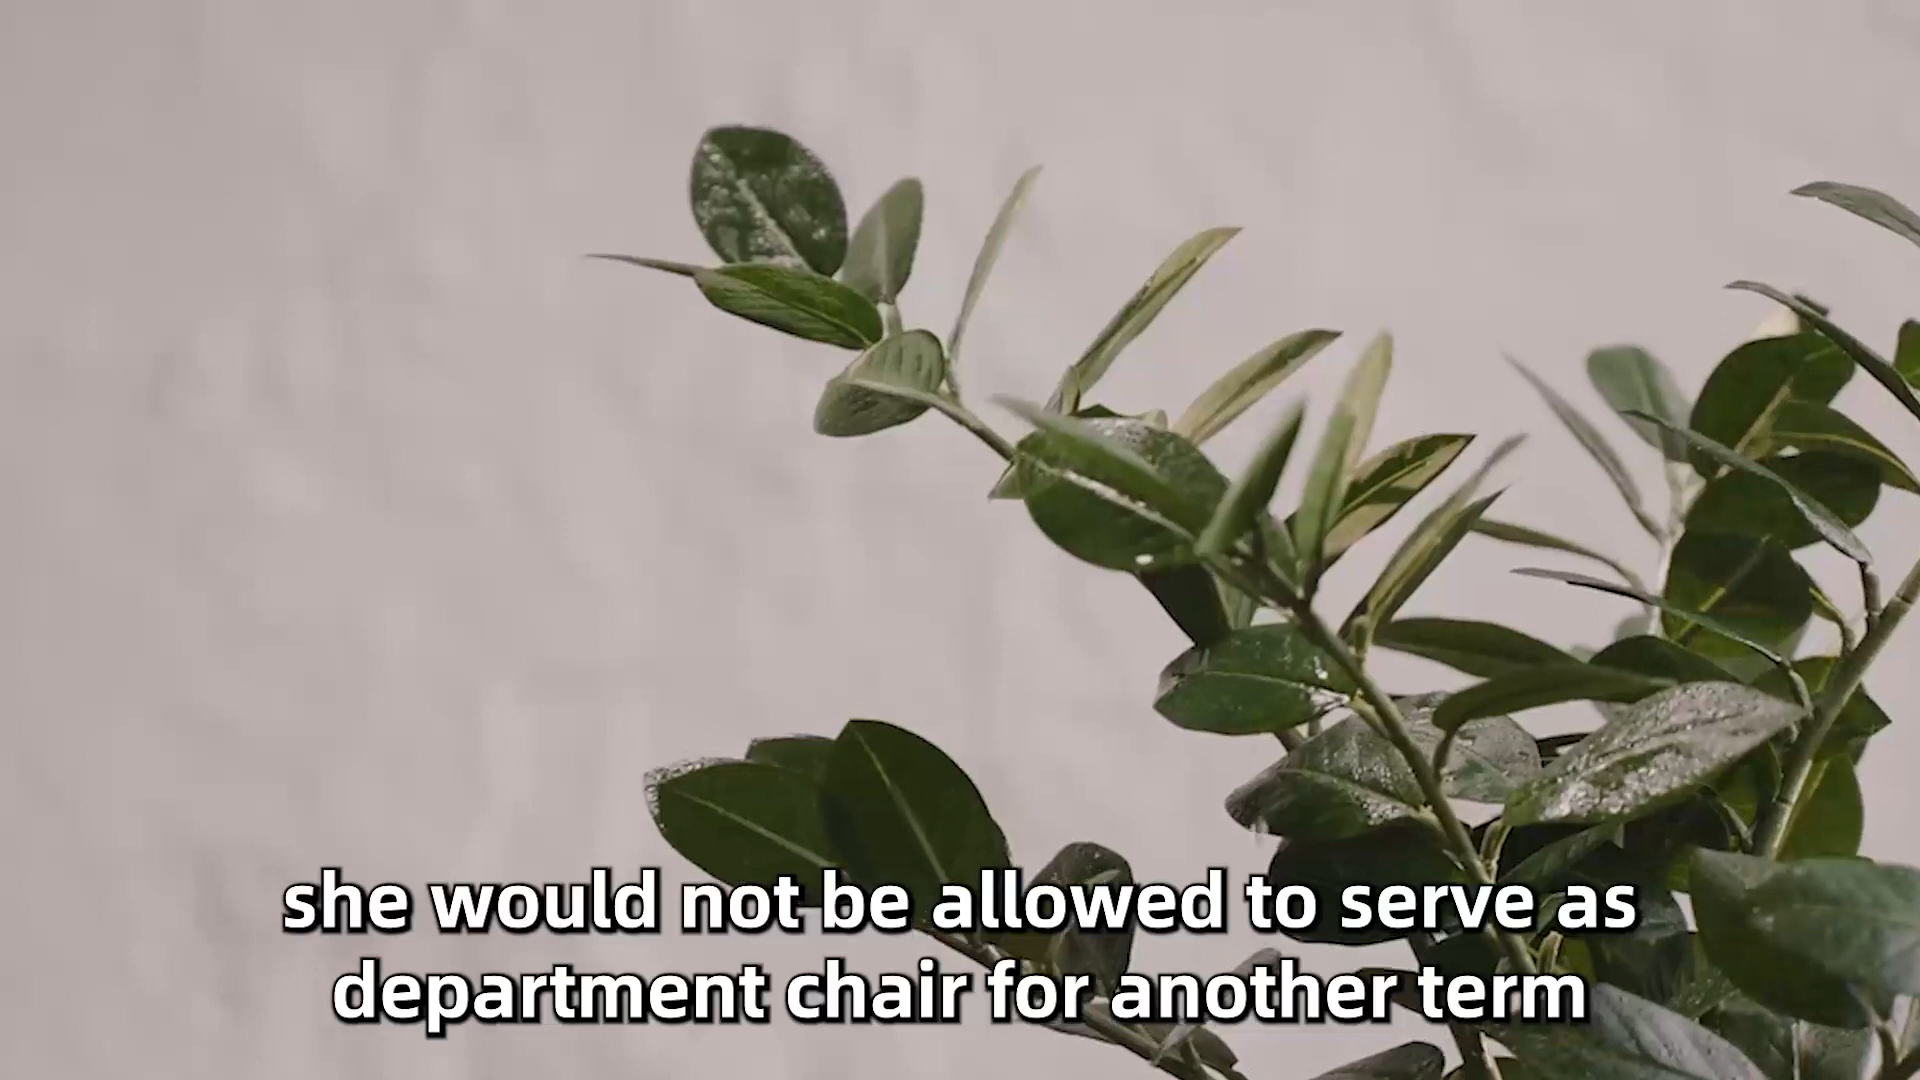 she would not be allowed to serve as
department chair for another term